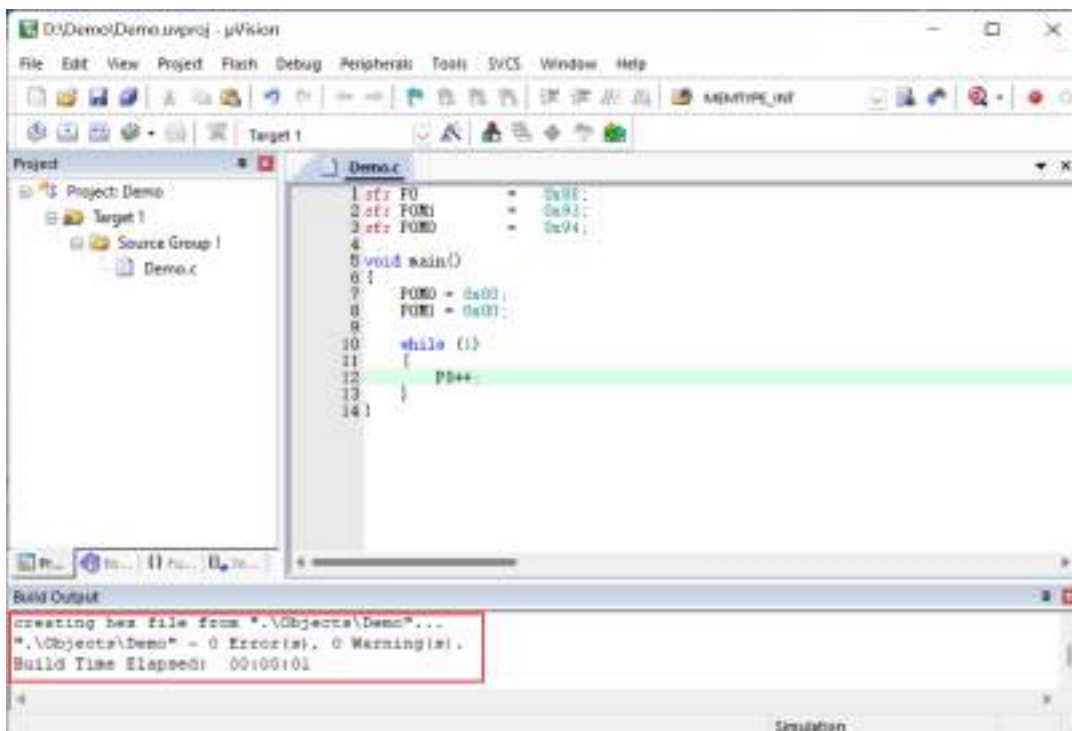 D:\Demo\Demo.uvproj - µVision
File Edit View Project Flash Debug Peripherals Tools SVCS Window Help
MEMTYPE_INT
Target 1
Project
Demo.c
Project: Demo
Target 1
Source Group 1
Demo.c
1 sfr P0 =
2 sfr P0M1 = 0x93;
3 sfr P0M0 = 0x94;
4
5 void main()
6 {
7 P0M0 = 0x00;
8 P0M1 = 0x00;
9
10 while (1)
11 {
12 P0++;
13 }
14 }
Build Output
creating hex file from ".\Objects\Demo"...
".\Objects\Demo" - 0 Error(s), 0 Warning(s).
Build Time Elapsed: 00:00:01
Simulation